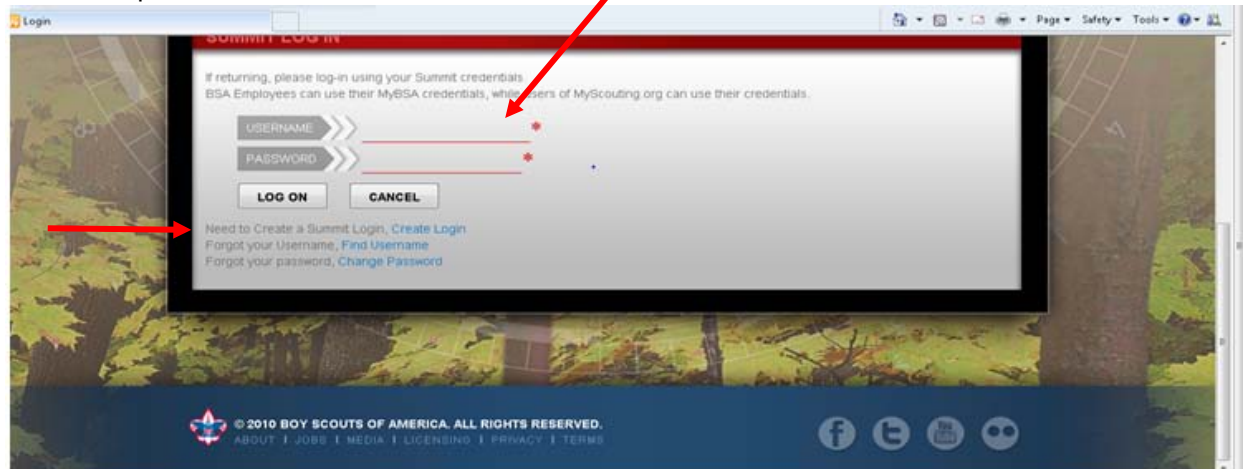 Login
Page Safety Tools
SUMMIT LOG IN
If returning, please log-in using your Summit credentials.
BSA Employees can use their MyBSA credentials, while users of MyScouting.org can use their credentials.
USERNAME *
PASSWORD *
LOG ON CANCEL
Need to Create a Summit Login, Create Login
Forgot your Username, Find Username
Forgot your password, Change Password
© 2010 BOY SCOUTS OF AMERICA. ALL RIGHTS RESERVED.
ABOUT | JOBS | MEDIA | LICENSING | PRIVACY | TERMS